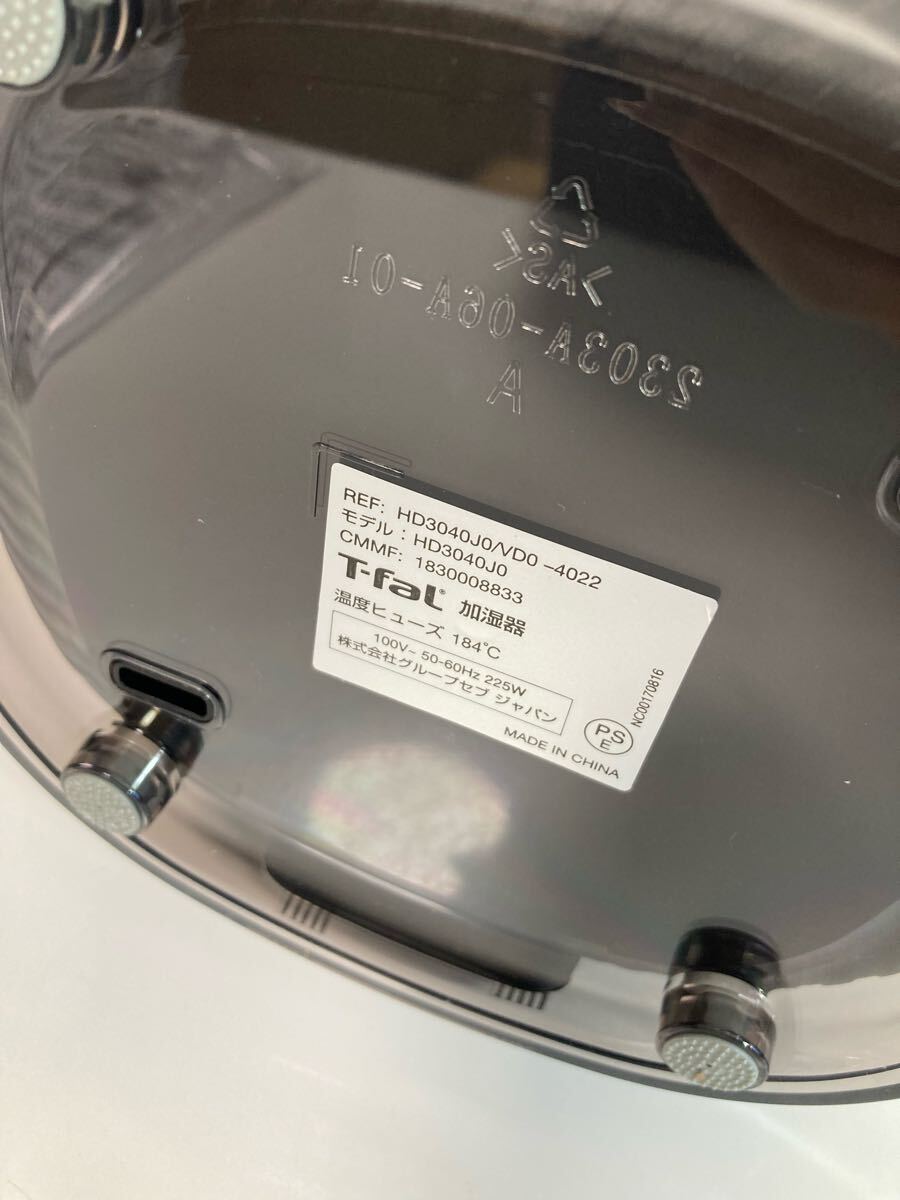 >AS<
2303A-06A-01
A
REF: HD3040J0/VD0 -4022
モデル : HD3040J0
CMMF: 1830008833
T-fal® 加湿器
温度ヒューズ 184℃
100V~ 50-60Hz 225W
株式会社グループセブ ジャパン
PS
E
NC00170816
MADE IN CHINA